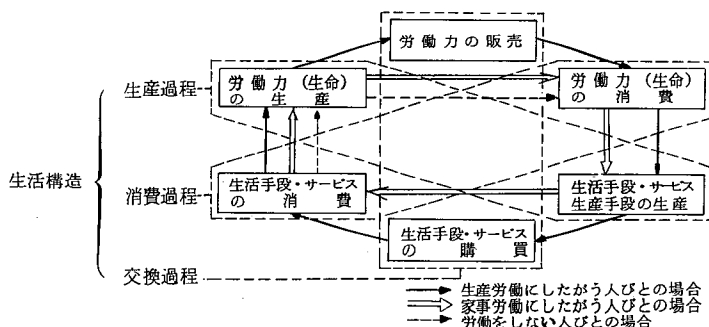 労働力の販売
生産過程
労働力(生命)
の生産
労働力(生命)
の消費
生活構造
消費過程
生活手段・サービス
の消費
生活手段・サービス
生産手段の生産
生活手段・サービス
の購買
交換過程
生産労働にしたがう人びとの場合
家事労働にしたがう人びとの場合
労働をしない人びとの場合